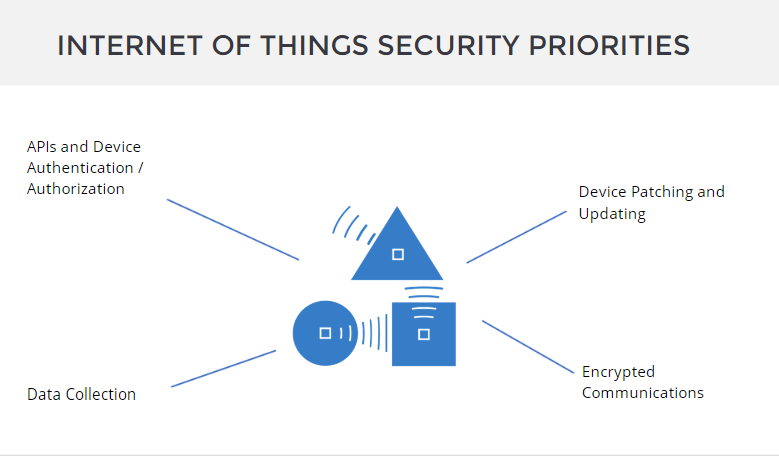 INTERNET OF THINGS SECURITY PRIORITIES
APIs and Device
Authentication /
Authorization
Device Patching and
Updating
Data Collection
Encrypted
Communications